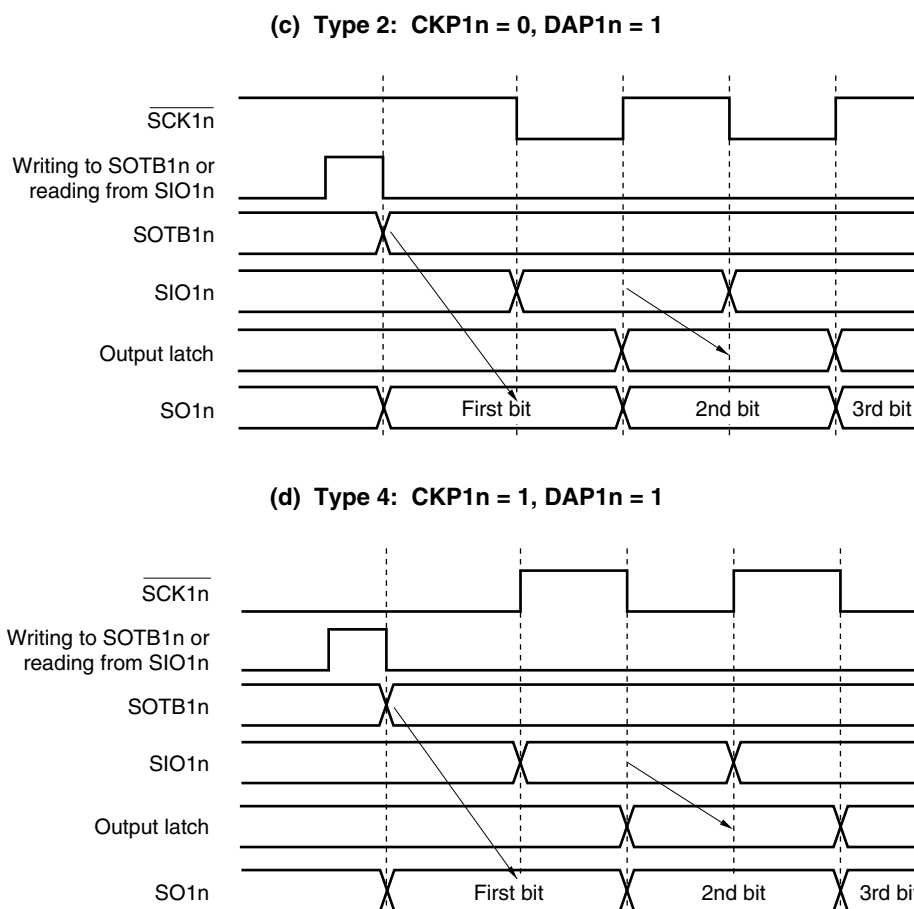 (c) Type 2: CKP1n = 0, DAP1n = 1
SCK1n
Writing to SOTB1n or
reading from SIO1n
SOTB1n
SIO1n
Output latch
SO1n
First bit
2nd bit
3rd bit
(d) Type 4: CKP1n = 1, DAP1n = 1
SCK1n
Writing to SOTB1n or
reading from SIO1n
SOTB1n
SIO1n
Output latch
SO1n
First bit
2nd bit
3rd bit